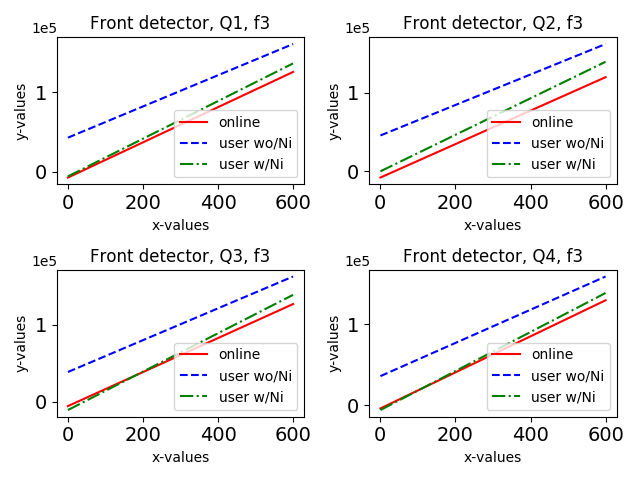 Front detector, Q1, f3
1e5
y-values
1
0
online
user wo/Ni
user w/Ni
0 200 400 600
x-values
Front detector, Q2, f3
1e5
y-values
1
0
online
user wo/Ni
user w/Ni
0 200 400 600
x-values
Front detector, Q3, f3
1e5
y-values
1
0
online
user wo/Ni
user w/Ni
0 200 400 600
x-values
Front detector, Q4, f3
1e5
y-values
1
0
online
user wo/Ni
user w/Ni
0 200 400 600
x-values